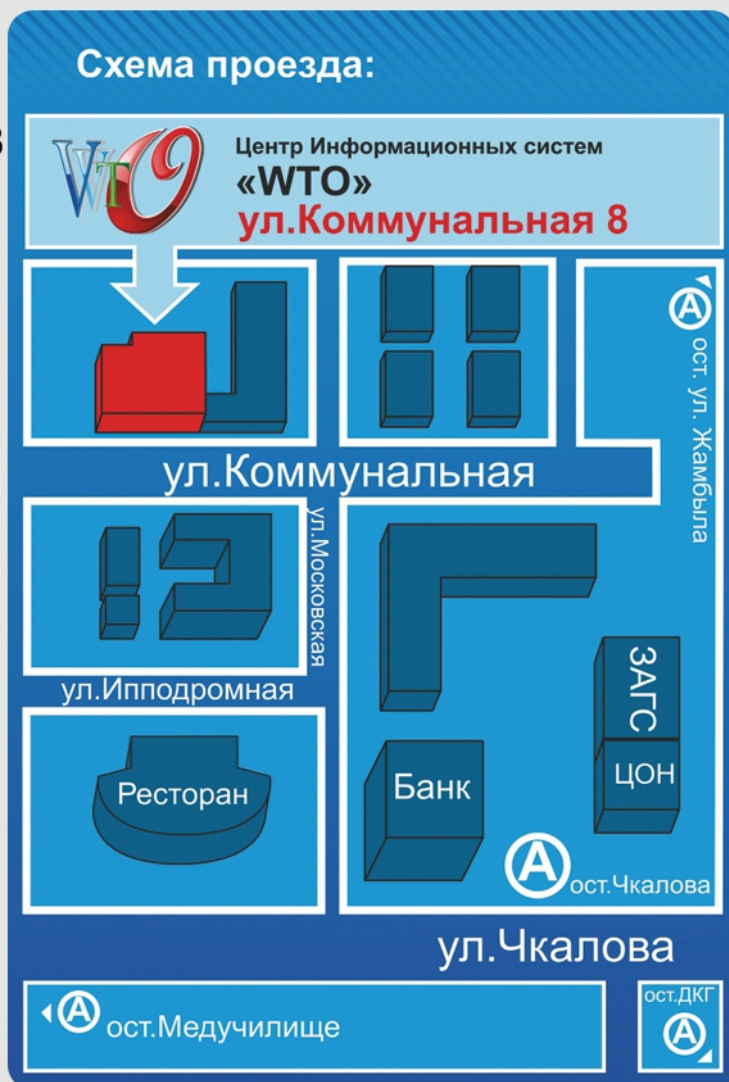 Схема проезда:
в
WTO
Центр Информационных систем
«WTO»
ул.Коммунальная 8
А
ост. ул. Жамбыла
ул.Коммунальная
ул.Московская
ул.Ипподромная
ЗАГС
ЦОН
Ресторан
Банк
А
ост.Чкалова
ул.Чкалова
А
ост.Медучилище
ост.ДКГ
А